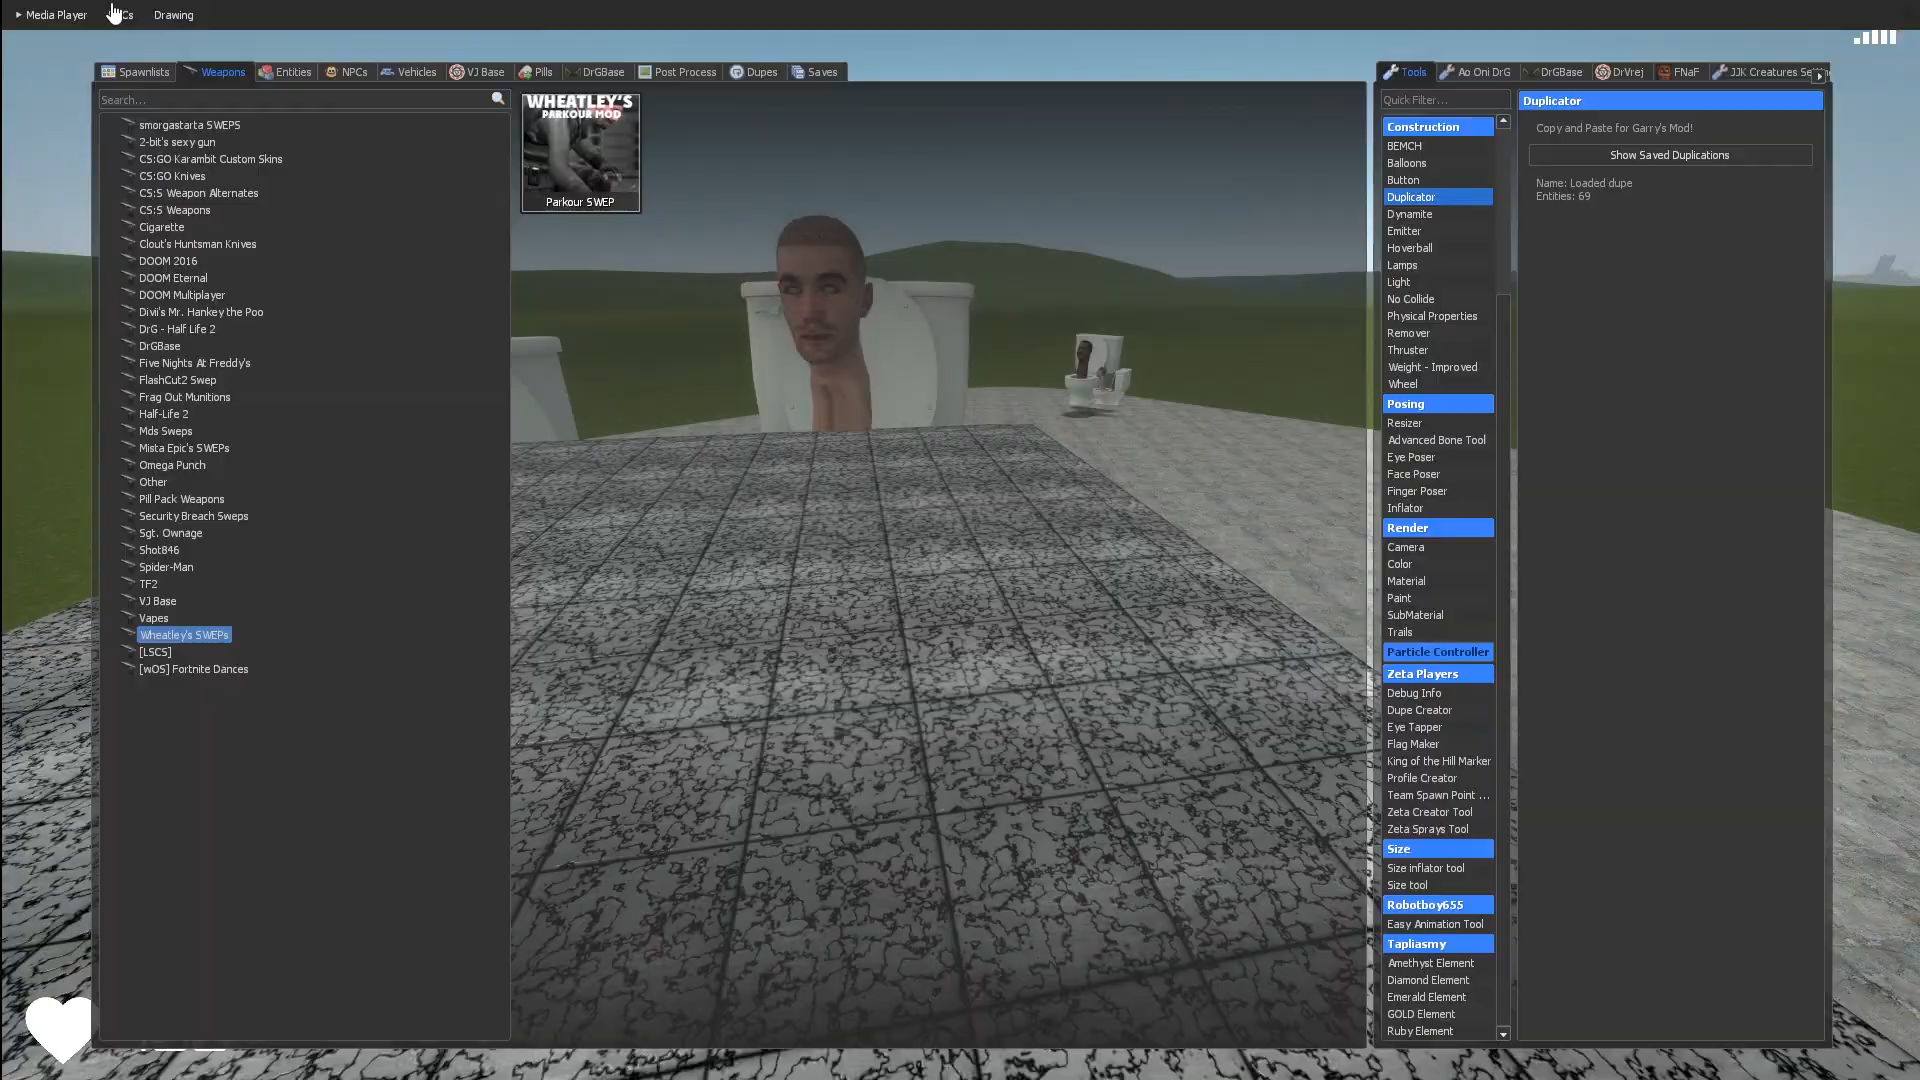 Media Player
Cs
Drawing
Spawnlists
Weapons
Entities
NPCs
Vehicles
VJ Base
Pills
DrGBase
Post Process
Dupes
Saves
Search...
smorgastarta SWEPS
2-bit's sexy gun
CS:GO Karambit Custom Skins
CS:GO Knives
CS:S Weapon Alternates
CS:S Weapons
Cigarette
Clout's Huntsman Knives
DOOM 2016
DOOM Eternal
DOOM Multiplayer
Divii's Mr. Hankey the Poo
DrG - Half Life 2
DrGBase
Five Nights At Freddy's
FlashCut2 Swep
Frag Out Munitions
Half-Life 2
Mds Sweps
Mista Epic's SWEPs
Omega Punch
Other
Pill Pack Weapons
Security Breach Sweps
Sgt. Ownage
Shot846
Spider-Man
TF2
VJ Base
Vapes
Wheatley's SWEPs
[LSCS]
[wOS] Fortnite Dances
WHEATLEY'S
PARKOUR MOD
Parkour SWEP
Tools
Ao Oni DrG
DrGBase
DrVrej
FNaF
JJK Creatures
Quick Filter...
Construction
BEMCH
Balloons
Button
Duplicator
Dynamite
Emitter
Hoverball
Lamps
Light
No Collide
Physical Properties
Remover
Thruster
Weight - Improved
Wheel
Posing
Resizer
Advanced Bone Tool
Eye Poser
Face Poser
Finger Poser
Inflator
Render
Camera
Color
Material
Paint
SubMaterial
Trails
Particle Controller
Zeta Players
Debug Info
Dupe Creator
Eye Tapper
Flag Maker
King of the Hill Marker
Profile Creator
Team Spawn Point ...
Zeta Creator Tool
Zeta Sprays Tool
Size
Size inflator tool
Size tool
Robotboy655
Easy Animation Tool
Tapliasmy
Amethyst Element
Diamond Element
Emerald Element
GOLD Element
Ruby Element
Duplicator
Copy and Paste for Garry's Mod!
Show Saved Duplications
Name: Loaded dupe
Entities: 69